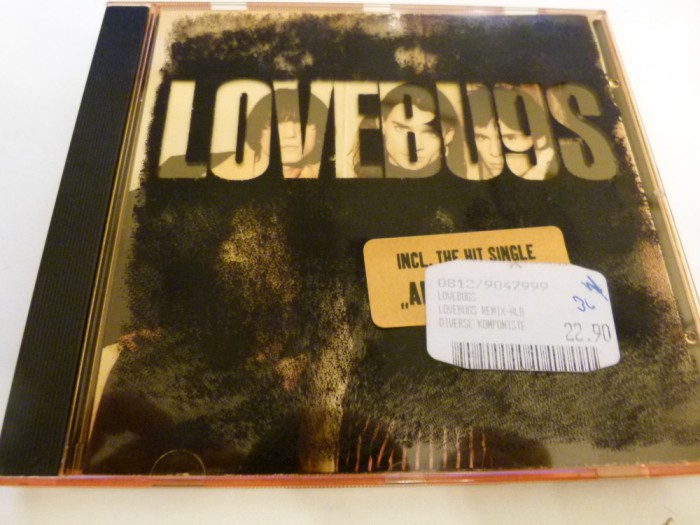 LOVEBUgS
INCL. THE HIT SINGLE
0812/9047999
LOVEBUGS
LOVEBUGS REMIX-ALB
DIVERSE KOMPONISTE
22.90